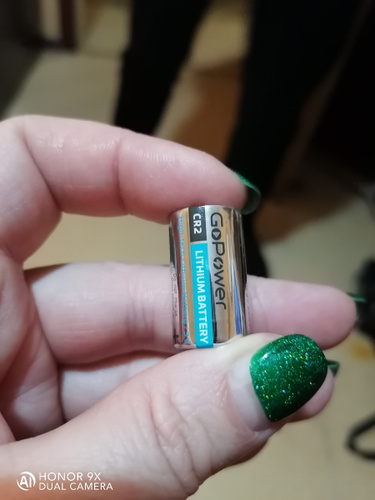 GoPower
CR2
LITHIUM BATTERY
HONOR 9X
DUAL CAMERA